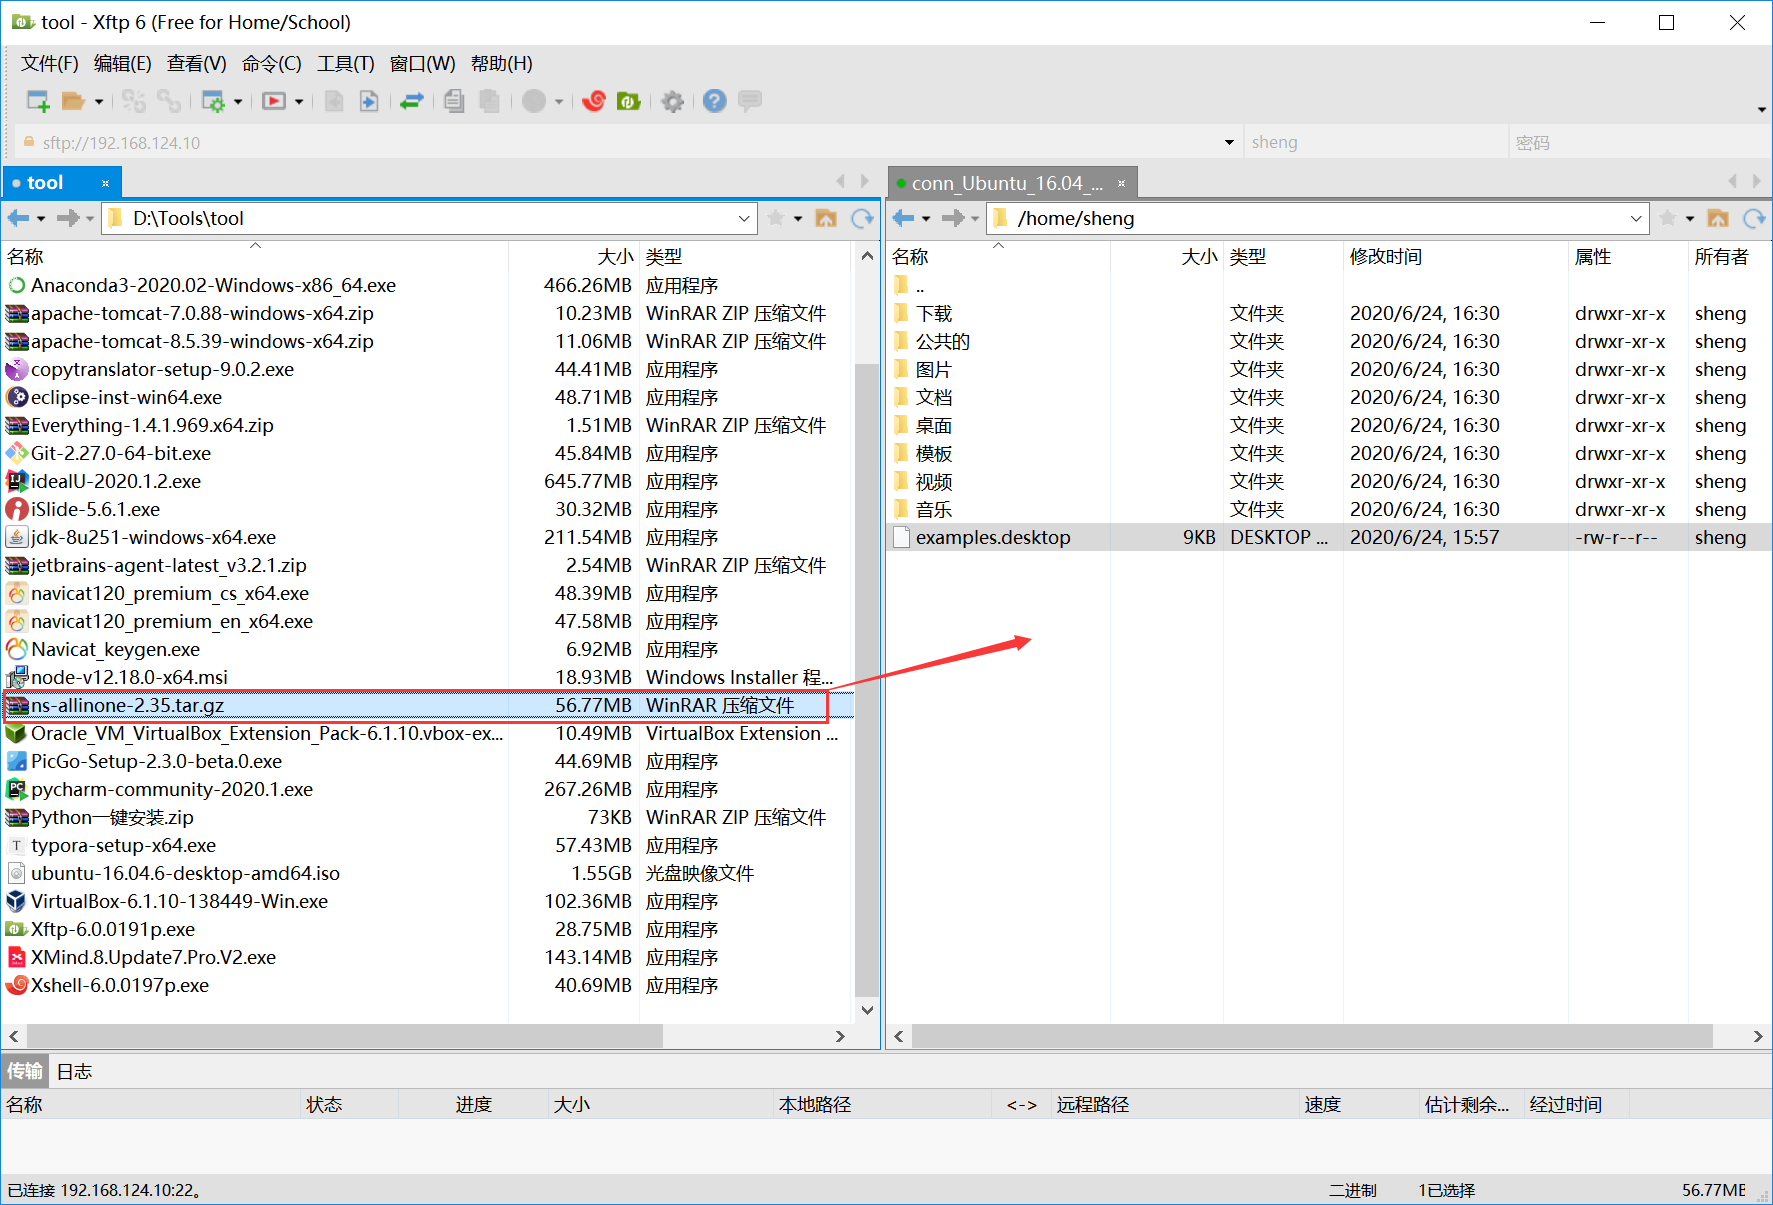 tool - Xftp 6 (Free for Home/School)
文件(F) 编辑(E) 查看(V) 命令(C) 工具(T) 窗口(W) 帮助(H)
sftp://192.168.124.10 sheng 密码
tool × conn_Ubuntu_16.04_... ×
D:\Tools\tool /home/sheng
名称 大小 类型
Anaconda3-2020.02-Windows-x86_64.exe 466.26MB 应用程序
apache-tomcat-7.0.88-windows-x64.zip 10.23MB WinRAR ZIP 压缩文件
apache-tomcat-8.5.39-windows-x64.zip 11.06MB WinRAR ZIP 压缩文件
copytranslator-setup-9.0.2.exe 44.41MB 应用程序
eclipse-inst-win64.exe 48.71MB 应用程序
Everything-1.4.1.969.x64.zip 1.51MB WinRAR ZIP 压缩文件
Git-2.27.0-64-bit.exe 45.84MB 应用程序
ideaIU-2020.1.2.exe 645.77MB 应用程序
iSlide-5.6.1.exe 30.32MB 应用程序
jdk-8u251-windows-x64.exe 211.54MB 应用程序
jetbrains-agent-latest_v3.2.1.zip 2.54MB WinRAR ZIP 压缩文件
navicat120_premium_cs_x64.exe 48.39MB 应用程序
navicat120_premium_en_x64.exe 47.58MB 应用程序
Navicat_keygen.exe 6.92MB 应用程序
node-v12.18.0-x64.msi 18.93MB Windows Installer 程...
ns-allinone-2.35.tar.gz 56.77MB WinRAR 压缩文件
Oracle_VM_VirtualBox_Extension_Pack-6.1.10.vbox-ex... 10.49MB VirtualBox Extension ...
PicGo-Setup-2.3.0-beta.0.exe 44.69MB 应用程序
pycharm-community-2020.1.exe 267.26MB 应用程序
Python一键安装.zip 73KB WinRAR ZIP 压缩文件
typora-setup-x64.exe 57.43MB 应用程序
ubuntu-16.04.6-desktop-amd64.iso 1.55GB 光盘映像文件
VirtualBox-6.1.10-138449-Win.exe 102.36MB 应用程序
Xftp-6.0.0191p.exe 28.75MB 应用程序
XMind.8.Update7.Pro.V2.exe 143.14MB 应用程序
Xshell-6.0.0197p.exe 40.69MB 应用程序
名称 大小 类型 修改时间 属性 所有者
..
下载 文件夹 2020/6/24, 16:30 drwxr-xr-x sheng
公共的 文件夹 2020/6/24, 16:30 drwxr-xr-x sheng
图片 文件夹 2020/6/24, 16:30 drwxr-xr-x sheng
文档 文件夹 2020/6/24, 16:30 drwxr-xr-x sheng
桌面 文件夹 2020/6/24, 16:30 drwxr-xr-x sheng
模板 文件夹 2020/6/24, 16:30 drwxr-xr-x sheng
视频 文件夹 2020/6/24, 16:30 drwxr-xr-x sheng
音乐 文件夹 2020/6/24, 16:30 drwxr-xr-x sheng
examples.desktop 9KB DESKTOP ... 2020/6/24, 15:57 -rw-r--r-- sheng
传输 日志
名称 状态 进度 大小 本地路径 <-> 远程路径 速度 估计剩余... 经过时间
已连接 192.168.124.10:22。 二进制 1已选择 56.77MB